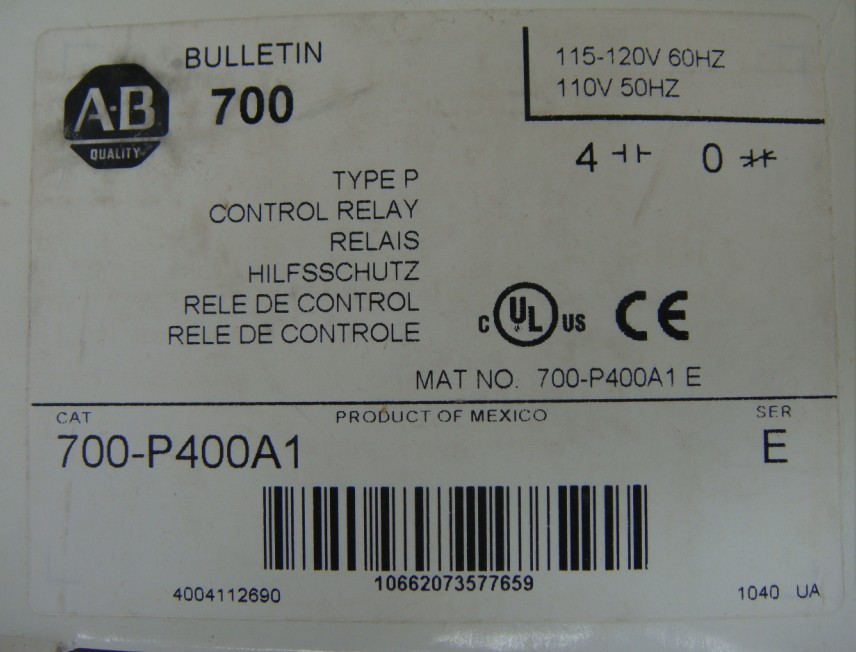 BULLETIN
700
A-B
QUALITY
115-120V 60HZ
110V 50HZ
4 0
TYPE P
CONTROL RELAY
RELAIS
HILFSSCHUTZ
RELE DE CONTROL
RELE DE CONTROLE
C UL US CE
MAT NO. 700-P400A1 E
CAT PRODUCT OF MEXICO SER
700-P400A1 E
10662073577659
4004112690 1040 UA